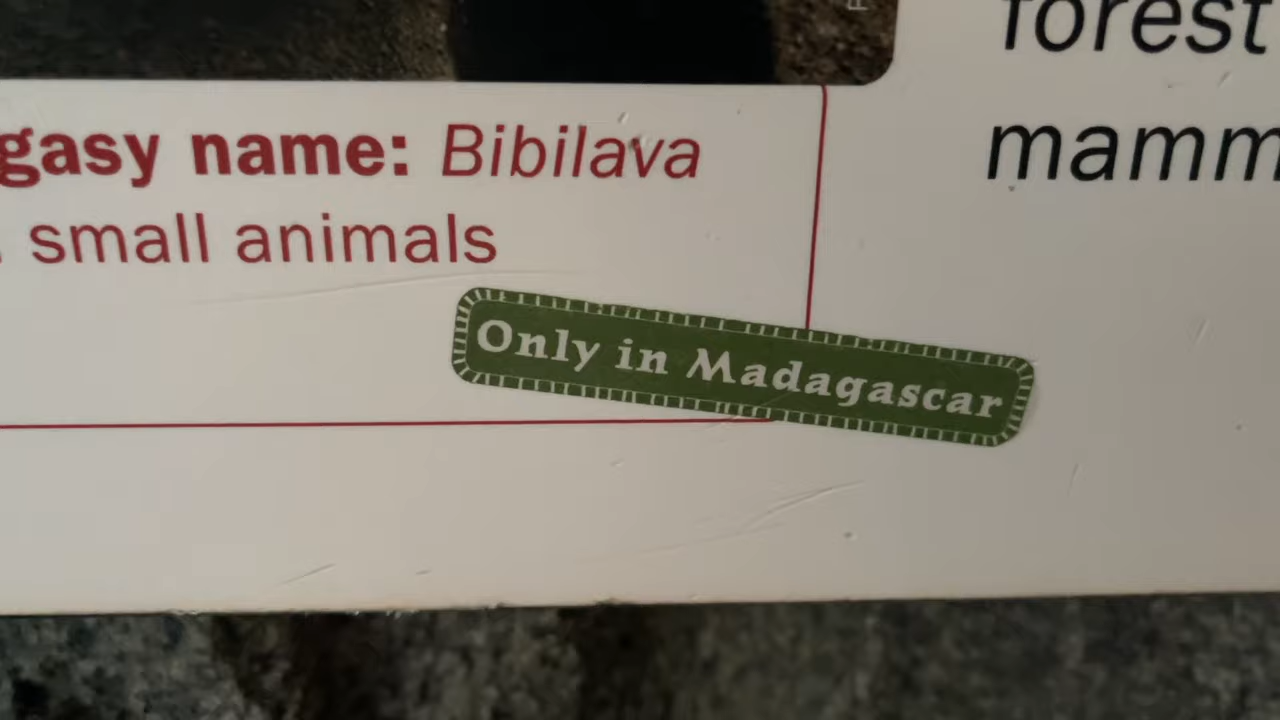 forest
gasy name: Bibilava
mamm
small animals
Only in Madagascar